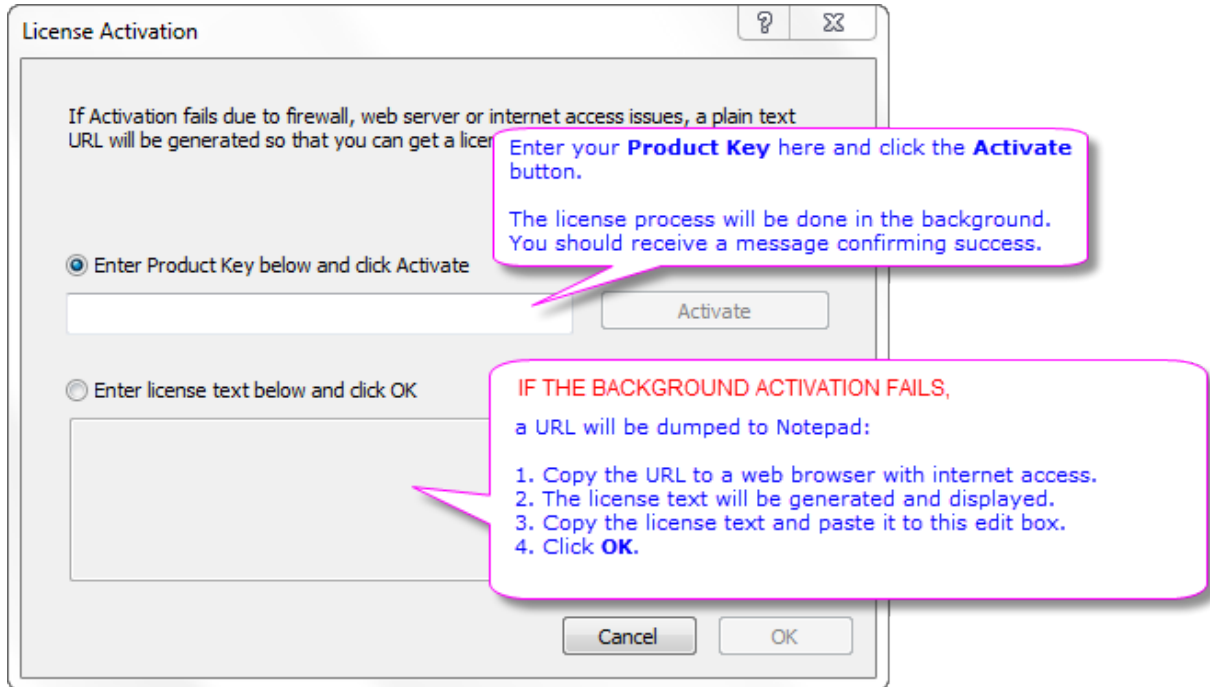 License Activation
If Activation fails due to firewall, web server or internet access issues, a plain text
URL will be generated so that you can get a
Enter your Product Key here and click the Activate
button.
The license process will be done in the background.
You should receive a message confirming success.
Enter Product Key below and click Activate
Activate
Enter license text below and click OK
IF THE BACKGROUND ACTIVATION FAILS,
a URL will be dumped to Notepad:
1. Copy the URL to a web browser with internet access.
2. The license text will be generated and displayed.
3. Copy the license text and paste it to this edit box.
4. Click OK.
Cancel
OK